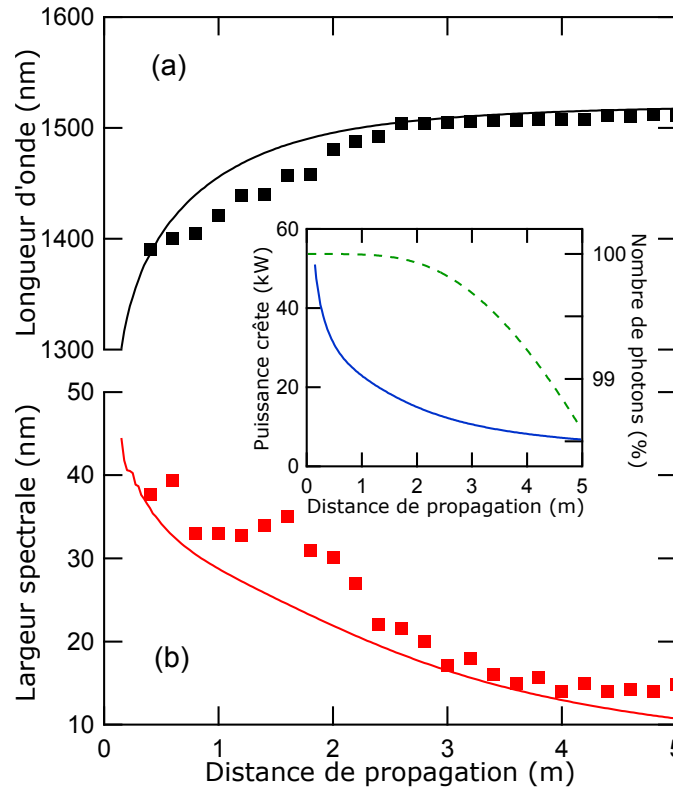 1600
1500
1400
1300
Longueur d'onde (nm)
(a)
60
40
20
0
Puissance crête (kW)
100
99
Nombre de photons (%)
0 1 2 3 4 5
Distance de propagation (m)
50
40
30
20
10
Largeur spectrale (nm)
(b)
0 1 2 3 4 5
Distance de propagation (m)